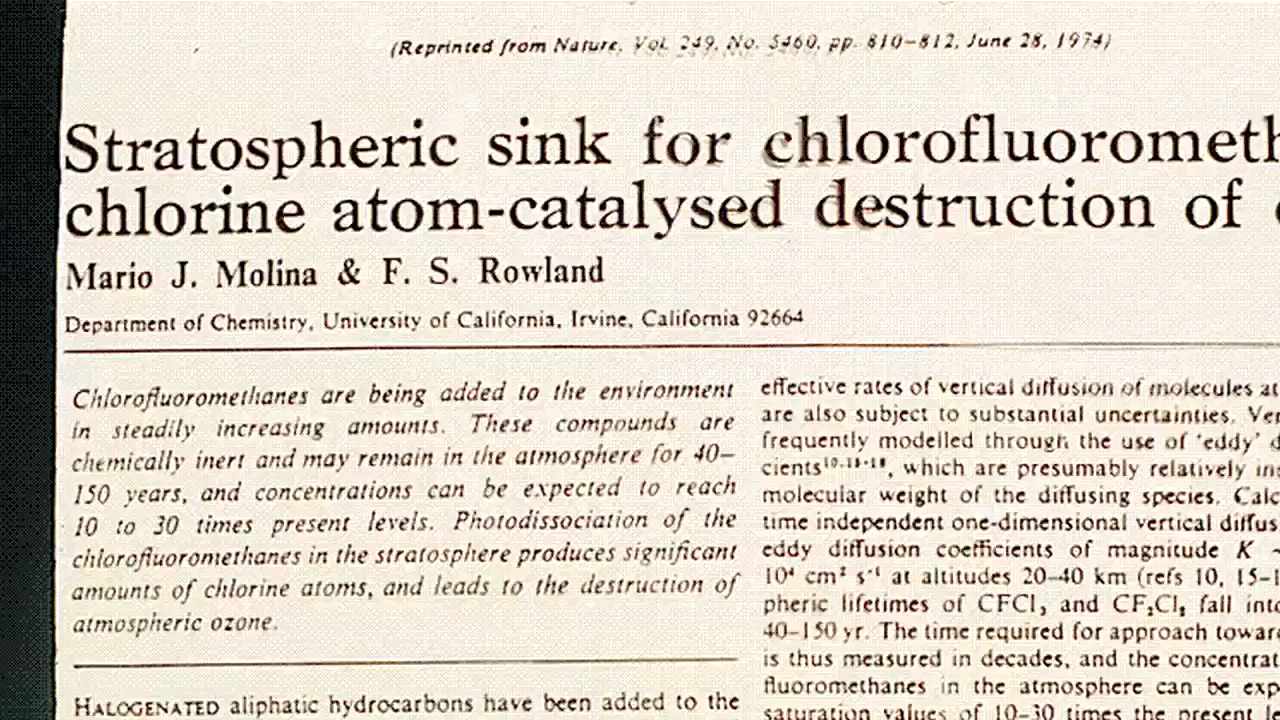 (Reprinted from Nature, Vol. 249, No. 5460, pp. 810–812, June 28, 1974)
Stratospheric sink for chlorofluorometh
chlorine atom-catalysed destruction of
Mario J. Molina & F. S. Rowland
Department of Chemistry, University of California, Irvine, California 92664
Chlorofluoromethanes are being added to the environment
in steadily increasing amounts. These compounds are
chemically inert and may remain in the atmosphere for 40–
150 years, and concentrations can be expected to reach
10 to 30 times present levels. Photodissociation of the
chlorofluoromethanes in the stratosphere produces significant
amounts of chlorine atoms, and leads to the destruction of
atmospheric ozone.
HALOGENATED aliphatic hydrocarbons have been added to the
effective rates of vertical diffusion of molecules at
are also subject to substantial uncertainties. Ver
frequently modelled through the use of 'eddy' d
cients, which are presumably relatively in
molecular weight of the diffusing species. Calc
time independent one-dimensional vertical diffus
eddy diffusion coefficients of magnitude K ~
10⁴ cm² s⁻¹ at altitudes 20–40 km (refs 10, 15–1
pheric lifetimes of CFCl₃ and CF₂Cl₂ fall into
40–150 yr. The time required for approach towar
is thus measured in decades, and the concentrat
fluoromethanes in the atmosphere can be exp
saturation values of 10–30 times the present le